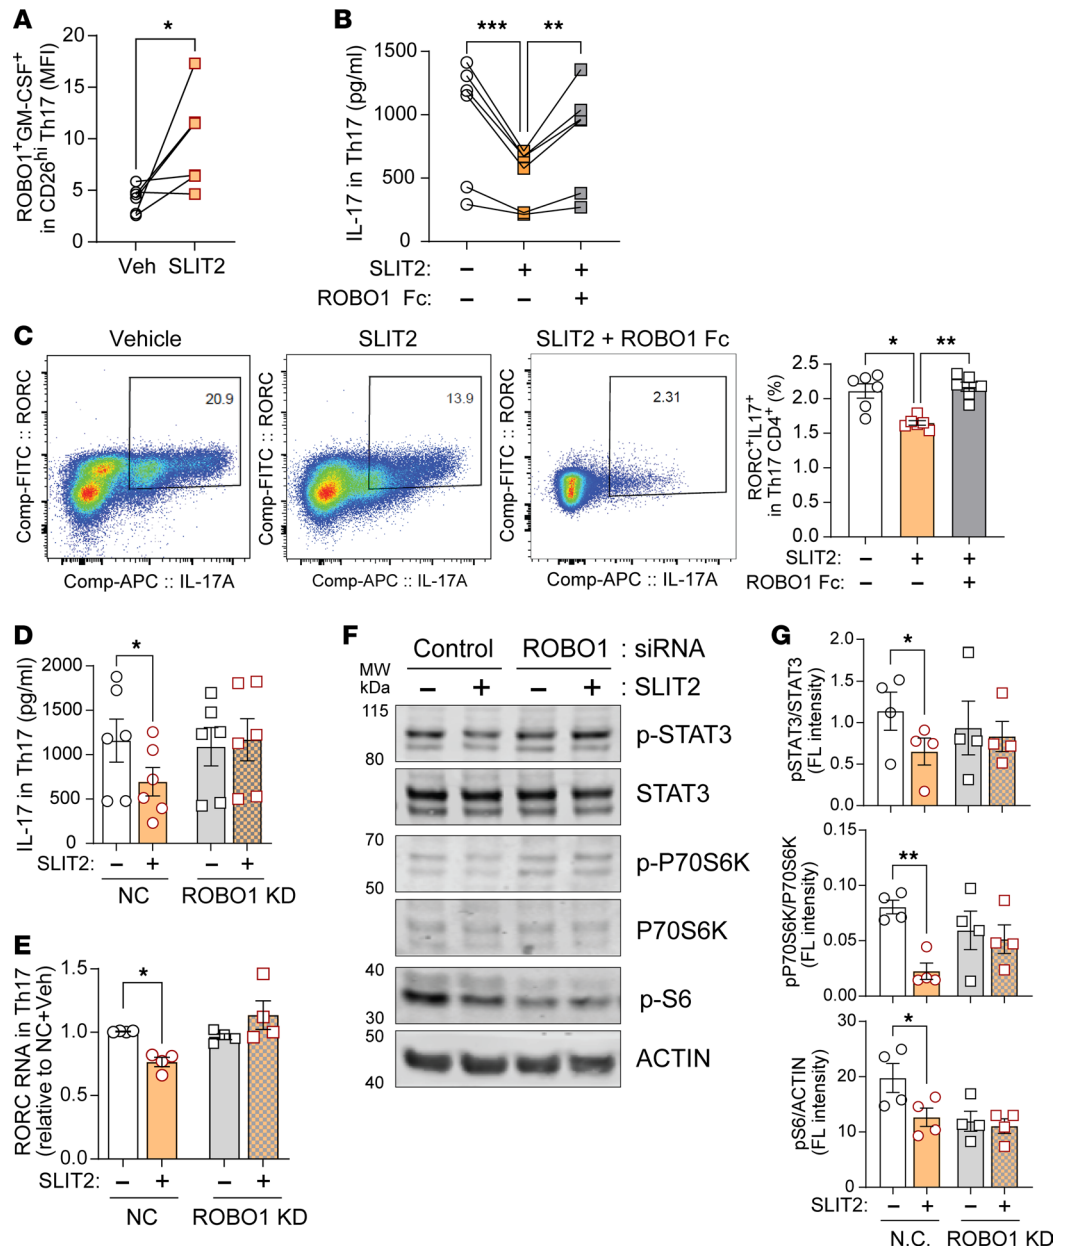 A
ROBO1+GM-CSF+
in CD26hi Th17 (MFI)
20
15
10
5
0
*
Veh SLIT2
B
IL-17 in Th17 (pg/ml)
1500
1000
500
0
*** **
SLIT2: – + +
ROBO1 Fc: – – +
C
Vehicle
Comp-FITC :: RORC
20.9
Comp-APC :: IL-17A
SLIT2
Comp-FITC :: RORC
13.9
Comp-APC :: IL-17A
SLIT2 + ROBO1 Fc
Comp-FITC :: RORC
2.31
Comp-APC :: IL-17A
RORC+IL17+
in Th17 CD4+ (%)
2.5
2.0
1.5
1.0
0.5
0.0
* **
SLIT2: – + +
ROBO1 Fc: – – +
D
IL-17 in Th17 (pg/ml)
2000
1500
1000
500
0
*
SLIT2: – + – +
NC ROBO1 KD
E
RORC RNA in Th17
(relative to NC+Veh)
1.5
1.0
0.5
0.0
*
SLIT2: – + – +
NC ROBO1 KD
F
Control ROBO1 : siRNA
MW
kDa
– + – + : SLIT2
115
80
p-STAT3
STAT3
70
50
p-P70S6K
P70S6K
40
30
p-S6
50
40
ACTIN
G
pSTAT3/STAT3
(FL intensity)
2.0
1.5
1.0
0.5
0.0
*
pP70S6K/P70S6K
(FL intensity)
0.15
0.10
0.05
0.00
**
pS6/ACTIN
(FL intensity)
30
20
10
0
*
SLIT2: – + – +
N.C. ROBO1 KD